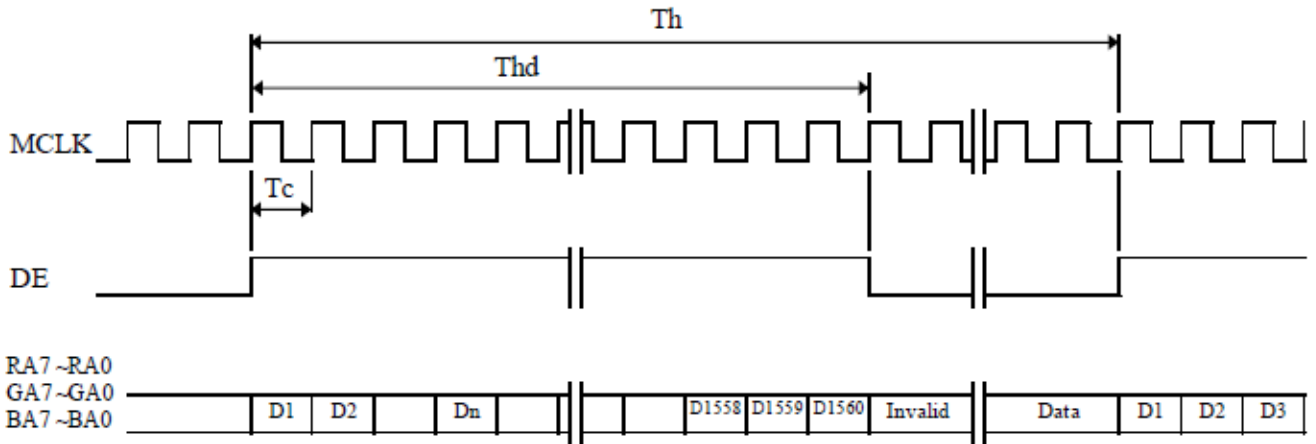 Th
Thd
MCLK
Tc
DE
RA7~RA0
GA7~GA0
BA7~BA0
D1 D2 Dn D1558 D1559 D1560 Invalid Data D1 D2 D3